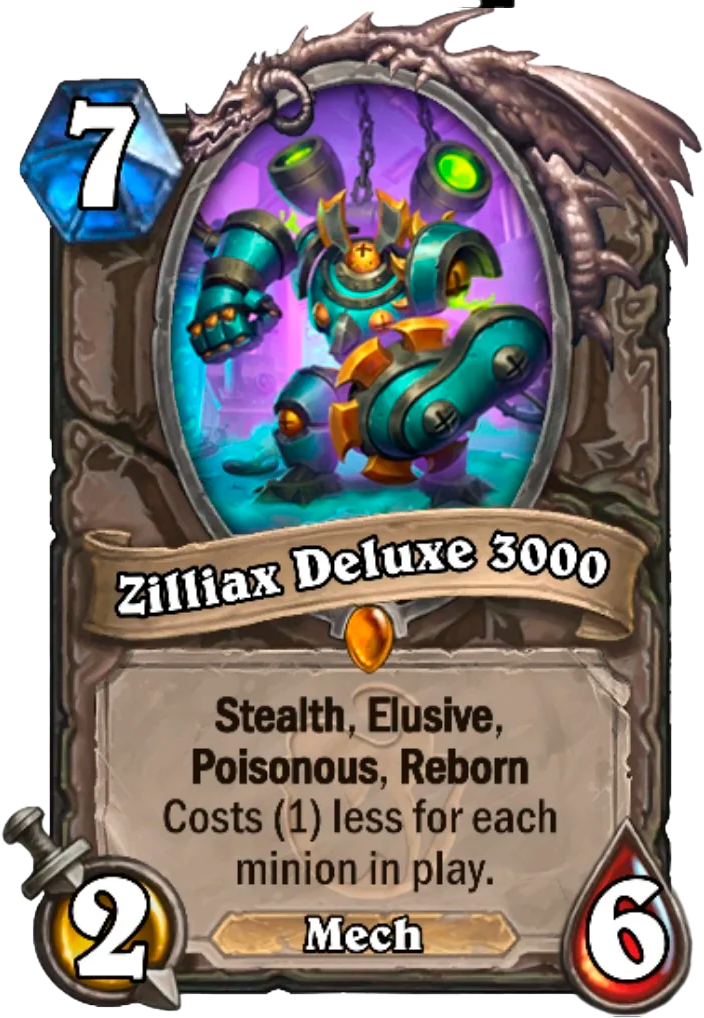 7
Zilliax Deluxe 3000
Stealth, Elusive,
Poisonous, Reborn
Costs (1) less for each
minion in play.
2
Mech
6